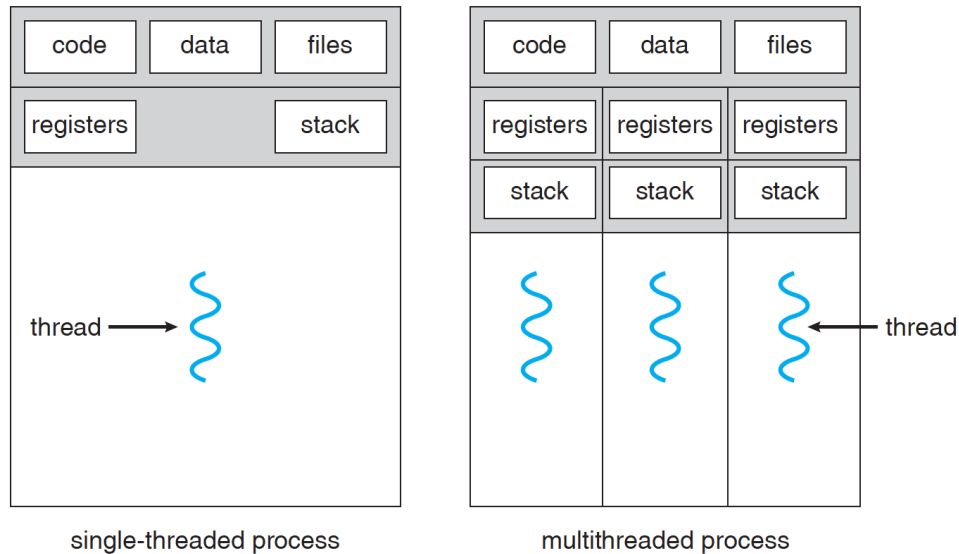 code data files code data files
registers stack registers registers registers
stack stack stack
thread thread
single-threaded process multithreaded process